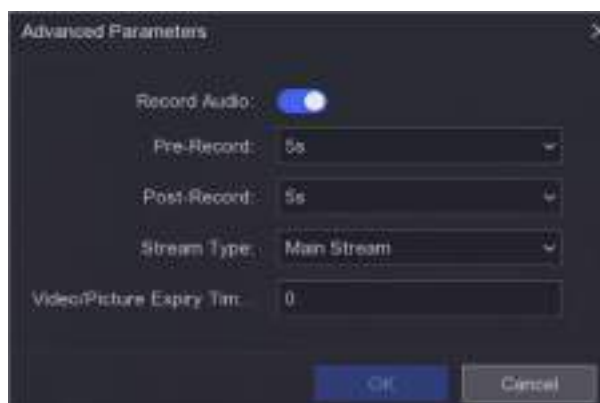 Advanced Parameters
Record Audio:
Pre-Record: 5s
Post-Record: 5s
Stream Type: Main Stream
Video/Picture Expiry Tim... 0
OK Cancel